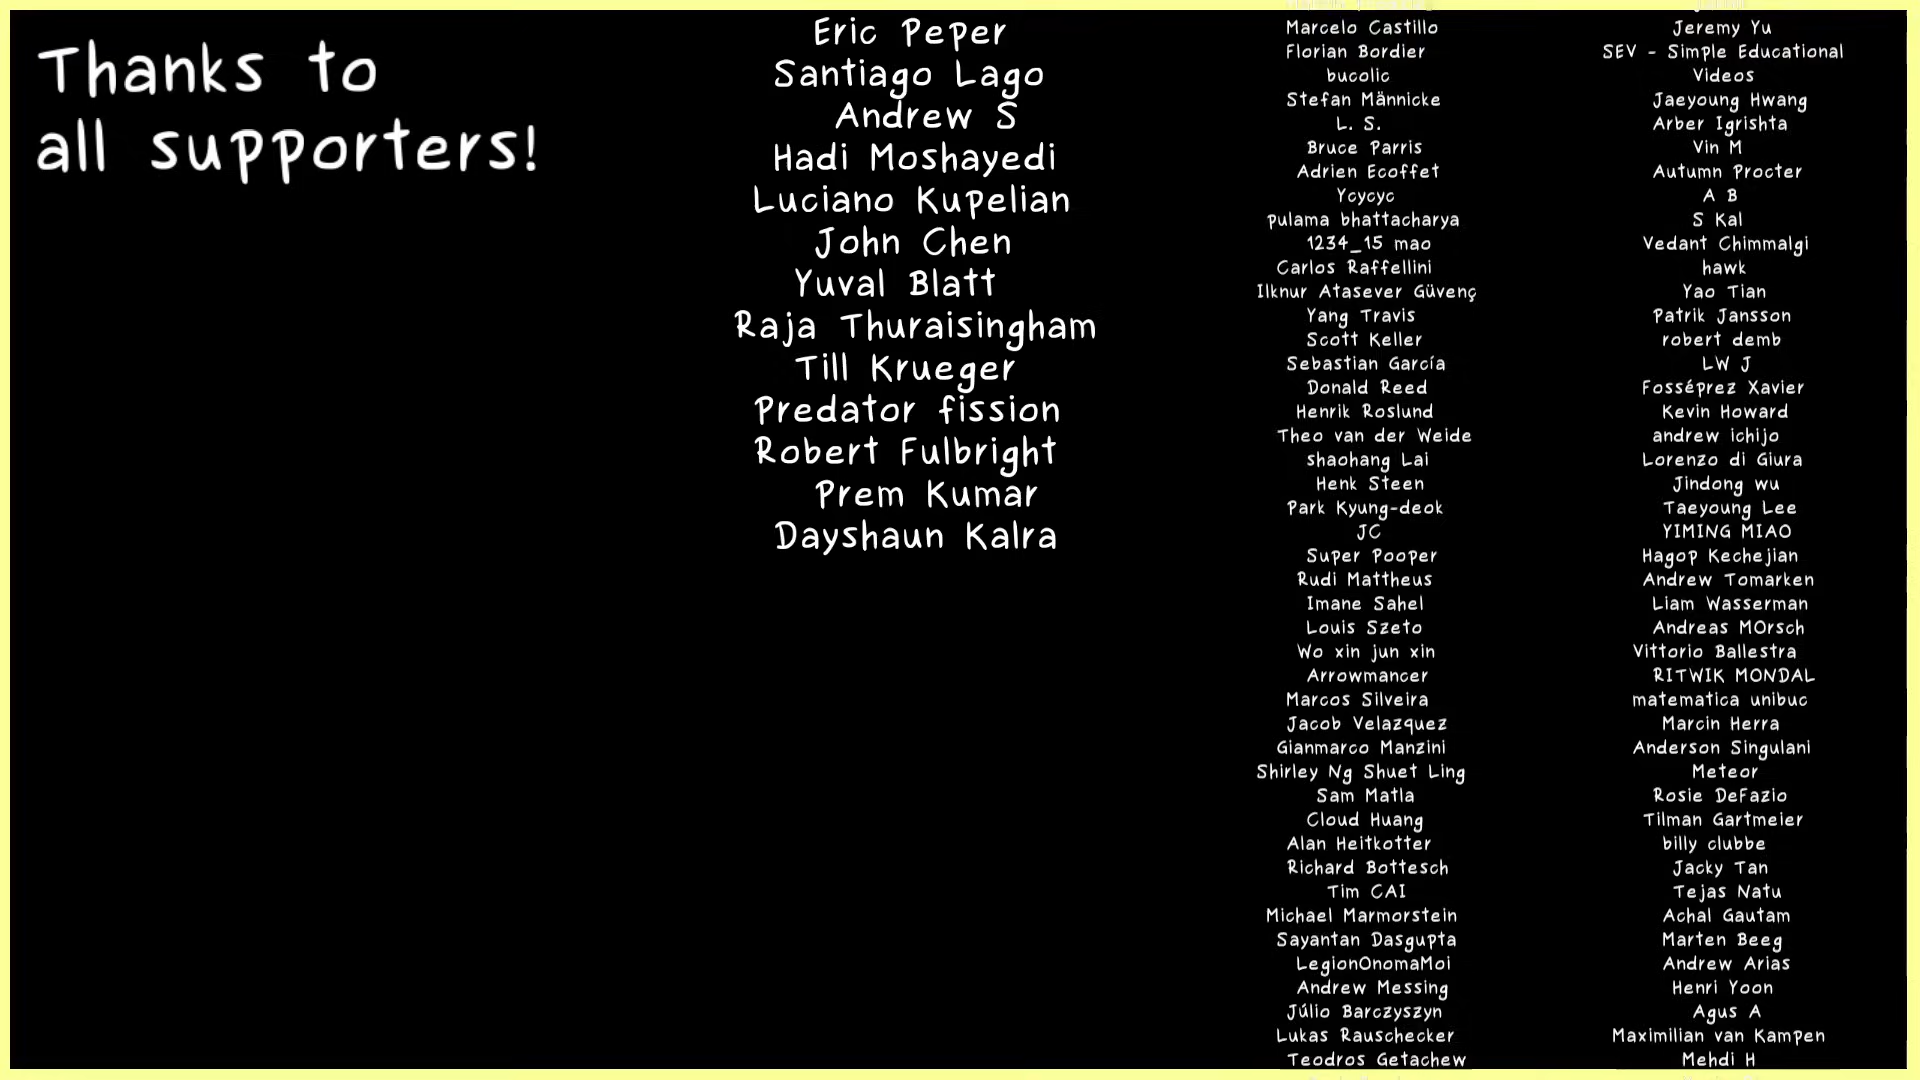 Thanks to
all supporters!
Eric Peper
Santiago Lago
Andrew S
Hadi Moshayedi
Luciano Kupelian
John Chen
Yuval Blatt
Raja Thuraisingham
Till Krueger
Predator fission
Robert Fulbright
Prem Kumar
Dayshaun Kalra
Marcelo Castillo
Florian Bordier
bucolic
Stefan Männicke
L. S.
Bruce Parris
Adrien Ecoffet
Ycycyc
pulama bhattacharya
1234_15 mao
Carlos Raffellini
Ilknur Atasever Güvenç
Yang Travis
Scott Keller
Sebastian García
Donald Reed
Henrik Roslund
Theo van der Weide
shaohang Lai
Henk Steen
Park Kyung-deok
JC
Super Pooper
Rudi Mattheus
Imane Sahel
Louis Szeto
Wo xin jun xin
Arrowmancer
Marcos Silveira
Jacob Velazquez
Gianmarco Manzini
Shirley Ng Shuet Ling
Sam Matla
Cloud Huang
Alan Heitkotter
Richard Bottesch
Tim CAI
Michael Marmorstein
Sayantan Dasgupta
LegionOnomaMoi
Andrew Messing
Júlio Barczyszyn
Lukas Rauschecker
Teodros Getachew
Jeremy Yu
SEV - Simple Educational
Videos
Jaeyoung Hwang
Arber Igrishta
Vin M
Autumn Procter
A B
S Kal
Vedant Chimmalgi
hawk
Yao Tian
Patrik Jansson
robert demb
LW J
Fosséprez Xavier
Kevin Howard
andrew ichijo
Lorenzo di Giura
Jindong wu
Taeyoung Lee
YIMING MIAO
Hagop Kechejian
Andrew Tomarken
Liam Wasserman
Andreas MOrsch
Vittorio Ballestra
RITWIK MONDAL
matematica unibuc
Marcin Herra
Anderson Singulani
Meteor
Rosie DeFazio
Tilman Gartmeier
billy clubbe
Jacky Tan
Tejas Natu
Achal Gautam
Marten Beeg
Andrew Arias
Henri Yoon
Agus A
Maximilian van Kampen
Mehdi H